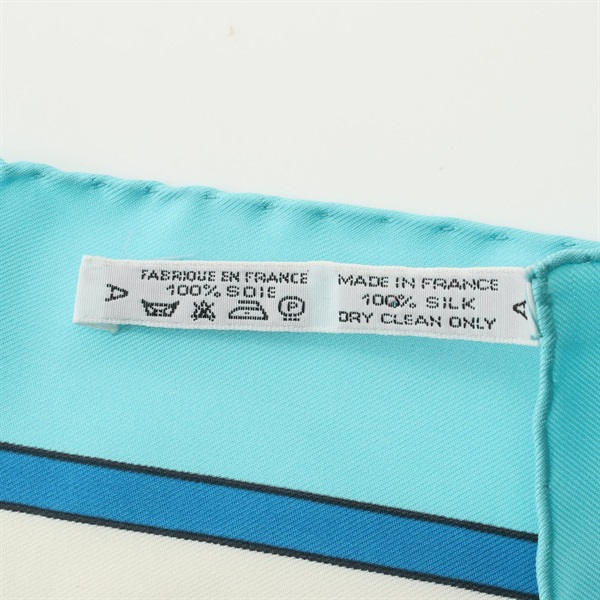 A
FABRIQUE EN FRANCE
100% SOIE
P
MADE IN FRANCE
100% SILK
DRY CLEAN ONLY
A